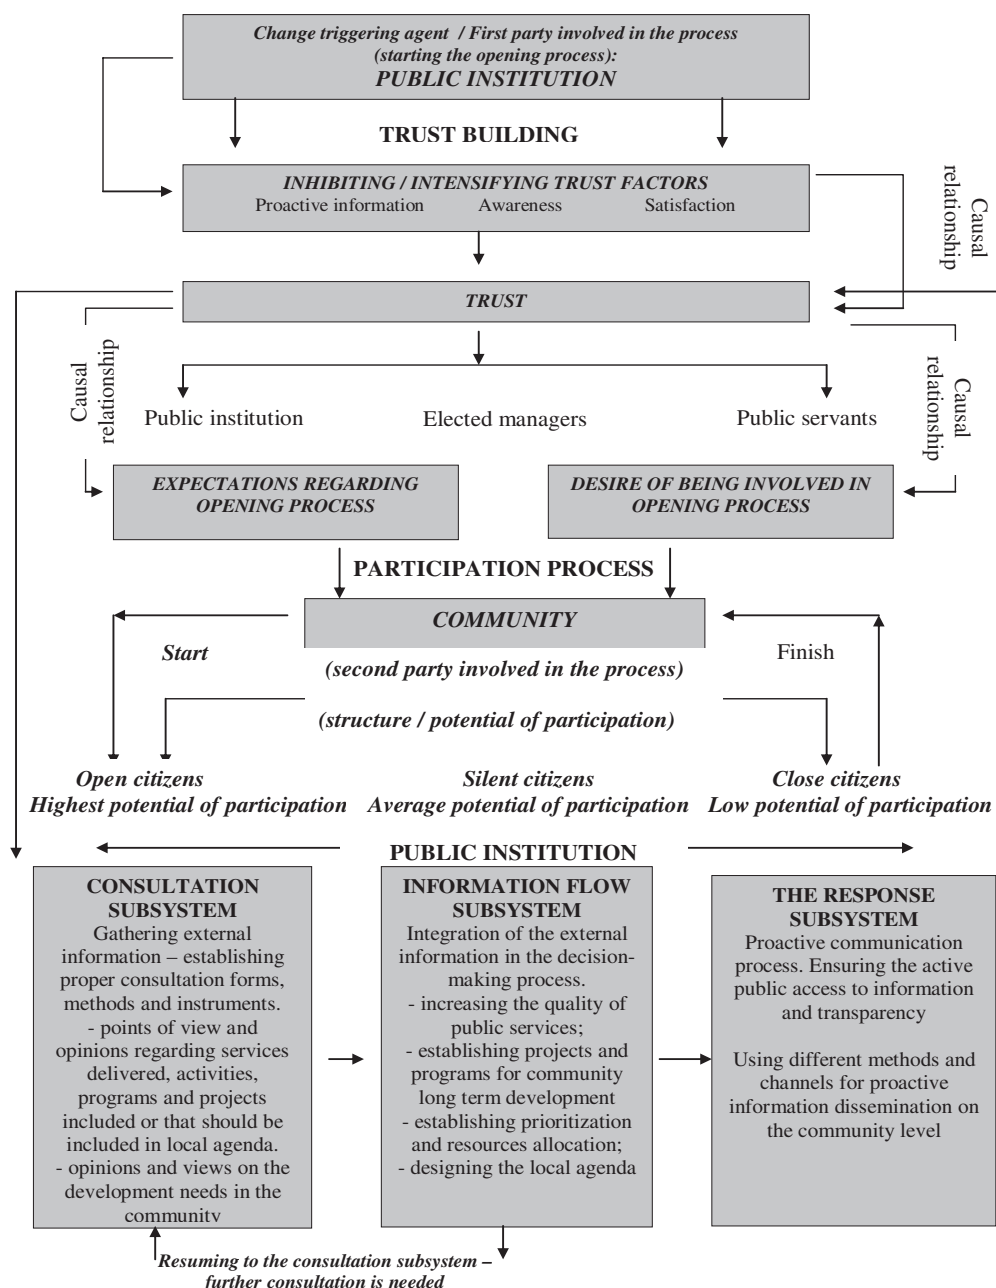 Change triggering agent / First party involved in the process
(starting the opening process):
PUBLIC INSTITUTION
TRUST BUILDING
INHIBITING / INTENSIFYING TRUST FACTORS
Proactive information Awareness Satisfaction
Causal
relationship
TRUST
Causal
relationship
Causal
relationship
Public institution Elected managers Public servants
EXPECTATIONS REGARDING
OPENING PROCESS
DESIRE OF BEING INVOLVED IN
OPENING PROCESS
PARTICIPATION PROCESS
COMMUNITY
Start
(second party involved in the process)
Finish
(structure / potential of participation)
Open citizens
Highest potential of participation
Silent citizens
Average potential of participation
Close citizens
Low potential of participation
PUBLIC INSTITUTION
CONSULTATION
SUBSYSTEM
Gathering external
information – establishing
proper consultation forms,
methods and instruments.
- points of view and
opinions regarding services
delivered, activities,
programs and projects
included or that should be
included in local agenda.
- opinions and views on the
development needs in the
community
INFORMATION FLOW
SUBSYSTEM
Integration of the external
information in the decision-
making process.
- increasing the quality of
public services;
- establishing projects and
programs for community
long term development
- establishing prioritization
and resources allocation;
- designing the local agenda
THE RESPONSE
SUBSYSTEM
Proactive communication
process. Ensuring the active
public access to information
and transparency
Using different methods and
channels for proactive
information dissemination on
the community level
Resuming to the consultation subsystem –
further consultation is needed